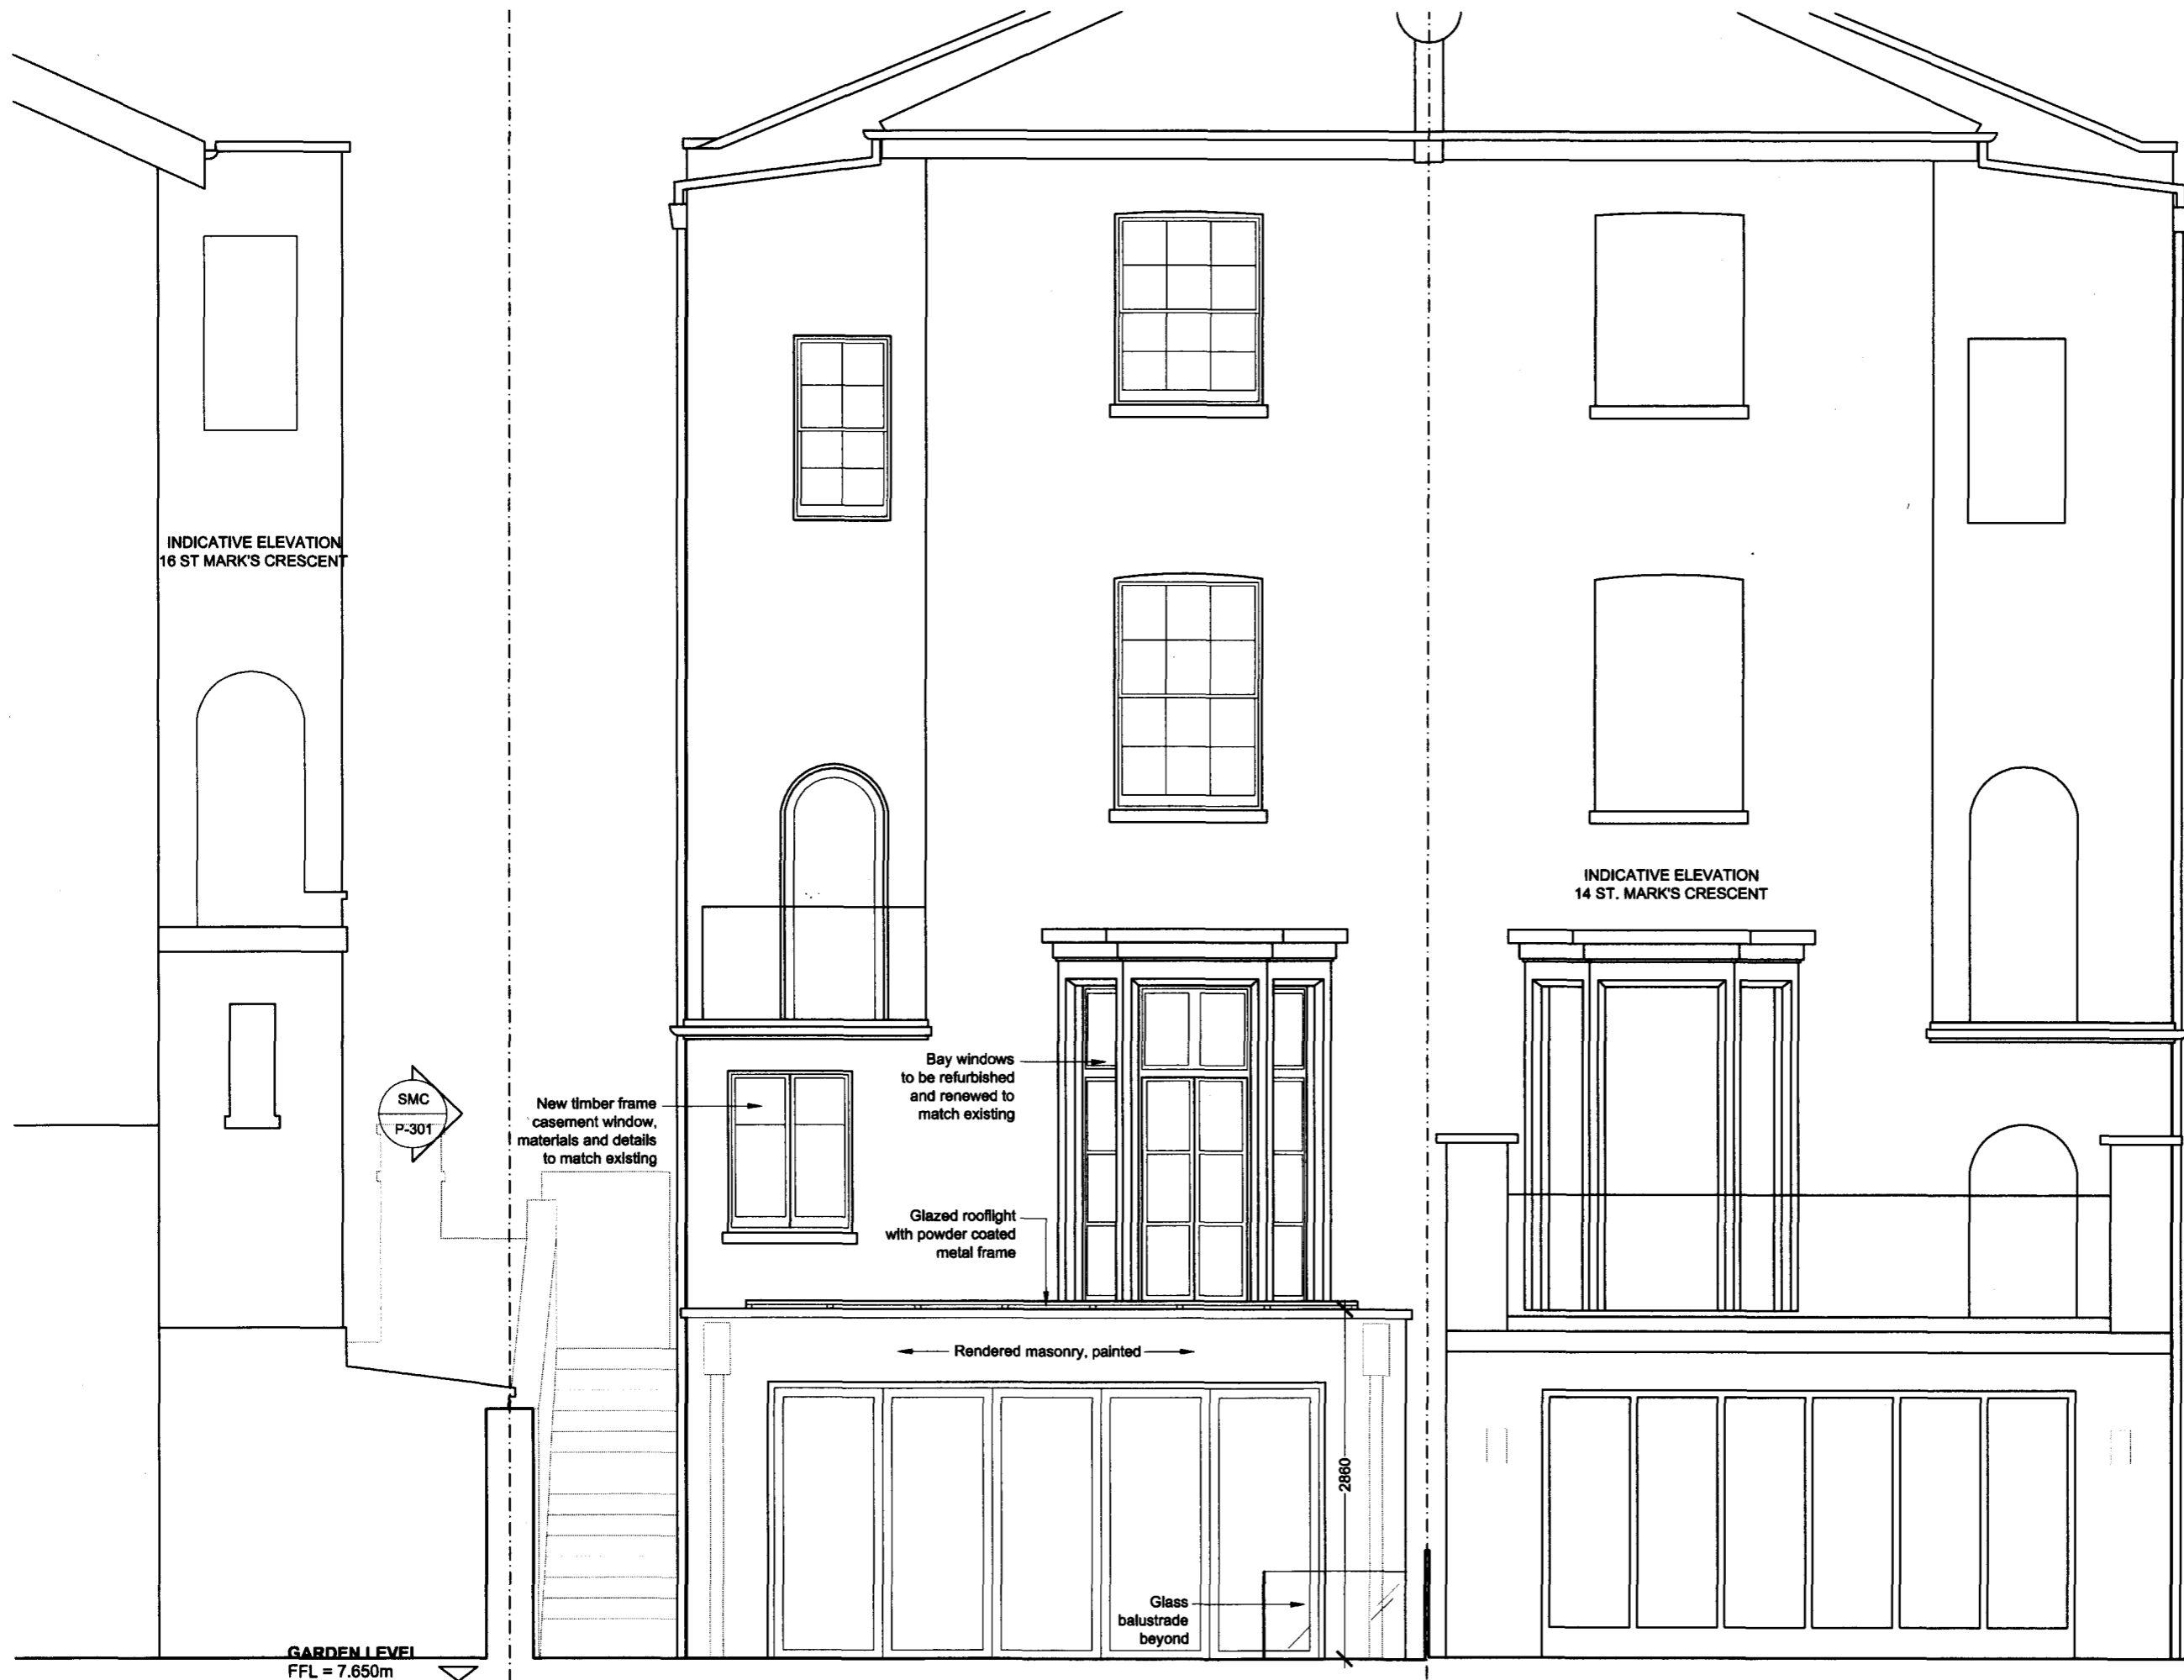 INDICATIVE ELEVATION
16 ST MARK'S CRESCENT
INDICATIVE ELEVATION
14 ST. MARK'S CRESCENT
Bay windows
to be refurbished
and renewed to
match existing
SMC
P-301
New timber frame
casement window,
materials and details
to match existing
Glazed rooflight
with powder coated
metal frame
Rendered masonry, painted
2860
Glass
balustrade
beyond
GARDEN LEVEL
FFL = 7.650m